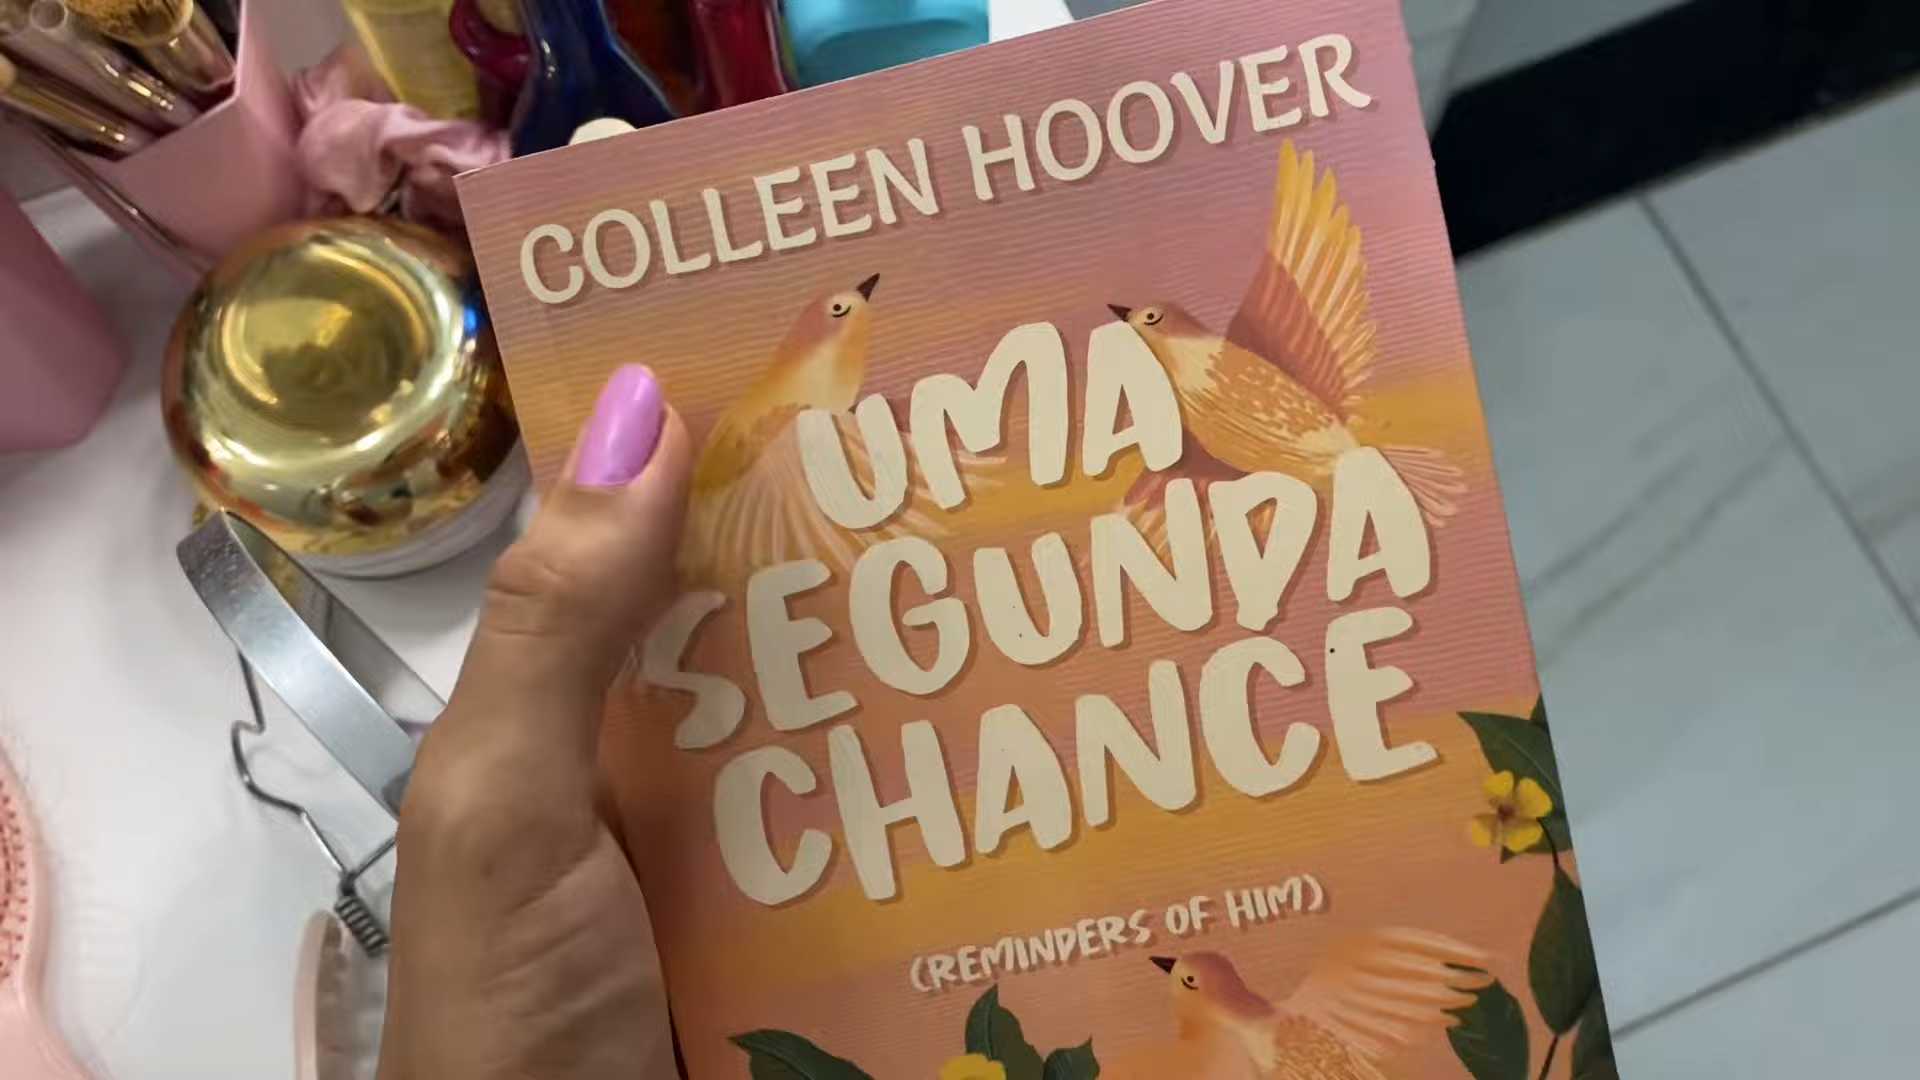 COLLEEN HOOVER
UMA
SEGUNDA
CHANCE
(REMINDERS OF HIM)